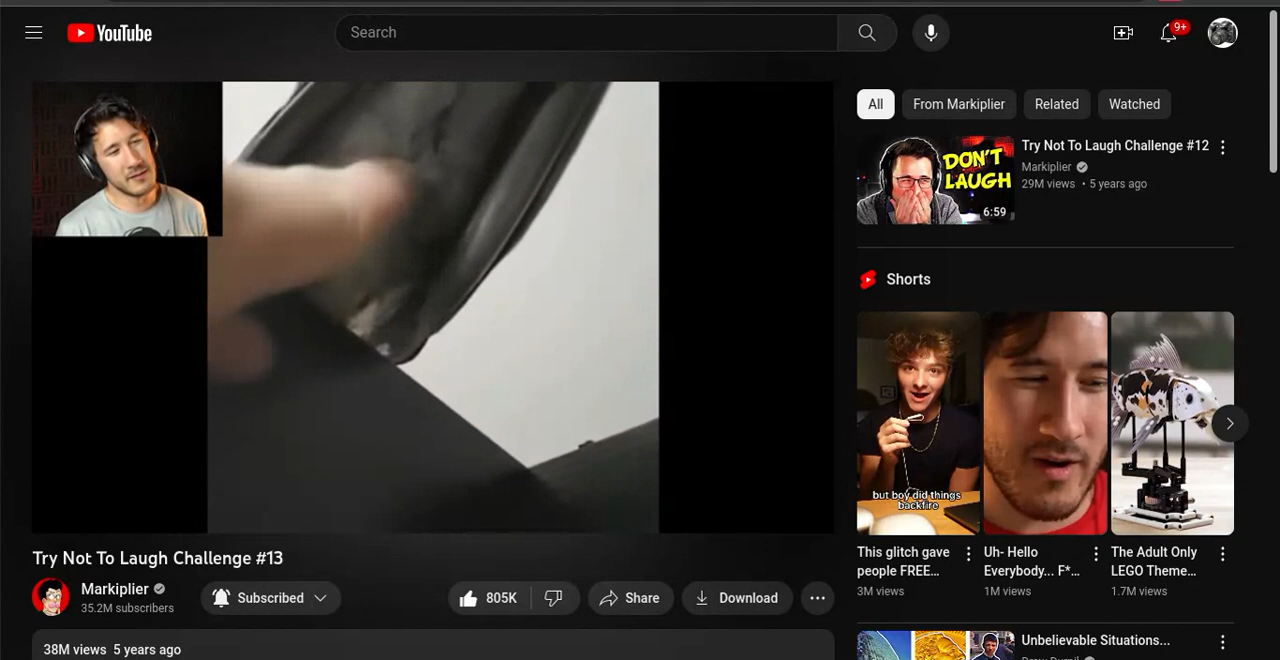 YouTube
Search
9+
All
From Markiplier
Related
Watched
DON'T
LAUGH
6:59
Try Not To Laugh Challenge #12
Markiplier
29M views • 5 years ago
Shorts
but boy did things
backfire
This glitch gave
people FREE…
3M views
Uh- Hello
Everybody... F*…
1M views
The Adult Only
LEGO Theme…
1.7M views
Try Not To Laugh Challenge #13
Markiplier
35.2M subscribers
Subscribed
805K
Share
Download
38M views 5 years ago
Unbelievable Situations...